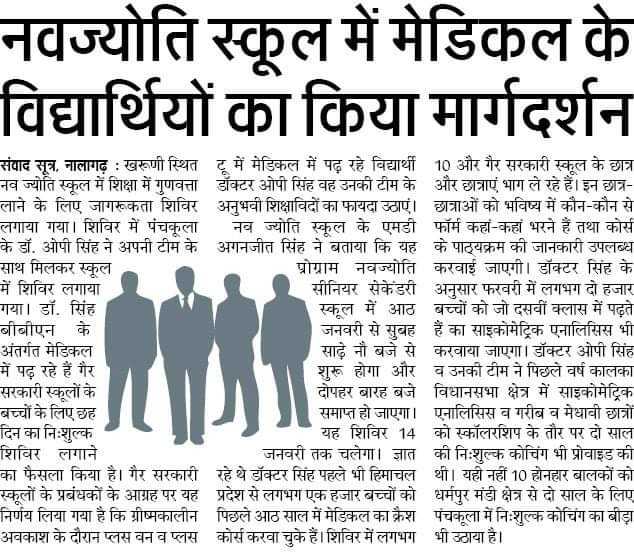 नवज्योति स्कूल में मेडिकल के
विद्यार्थियों का किया मार्गदर्शन
संवाद सूत्र, नालागढ़ : खरूणी स्थित
नव ज्योति स्कूल में शिक्षा में गुणवत्ता
लाने के लिए जागरूकता शिविर
लगाया गया। शिविर में पंचकूला
के डॉ. ओपी सिंह ने अपनी टीम के
साथ मिलकर स्कूल
में शिविर लगाया
गया। डॉ. सिंह
बीबीएन के
अंतर्गत मेडिकल
में पढ़ रहे हैं गैर
सरकारी स्कूलों के
बच्चों के लिए छह
दिन का निःशुल्क
शिविर लगाने
का फैसला किया है। गैर सरकारी
स्कूलों के प्रबंधकों के आग्रह पर यह
निर्णय लिया गया है कि ग्रीष्मकालीन
अवकाश के दौरान प्लस वन व प्लस
टू में मेडिकल में पढ़ रहे विद्यार्थी
डॉक्टर ओपी सिंह वह उनकी टीम के
अनुभवी शिक्षाविदों का फायदा उठाएं।
नव ज्योति स्कूल के एमडी
अगनजीत सिंह ने बताया कि यह
प्रोग्राम नवज्योति
सीनियर सेकेंडरी
स्कूल में आठ
जनवरी से सुबह
साढ़े नौ बजे से
शुरू होगा और
दोपहर बारह बजे
समाप्त हो जाएगा।
यह शिविर 14
जनवरी तक चलेगा। ज्ञात
रहे थे डॉक्टर सिंह पहले भी हिमाचल
प्रदेश से लगभग एक हजार बच्चों को
पिछले आठ साल में मेडिकल का क्रैश
कोर्स करवा चुके हैं। शिविर में लगभग
10 और गैर सरकारी स्कूल के छात्र
और छात्राएं भाग ले रहे हैं। इन छात्र-
छात्राओं को भविष्य में कौन-कौन से
फॉर्म कहां-कहां भरने हैं तथा कोर्स
के पाठ्यक्रम की जानकारी उपलब्ध
करवाई जाएगी। डॉक्टर सिंह के
अनुसार फरवरी में लगभग दो हजार
बच्चों को जो दसवीं क्लास में पढ़ते
हैं का साइकोमेट्रिक एनालिसिस भी
करवाया जाएगा। डॉक्टर ओपी सिंह
व उनकी टीम ने पिछले वर्ष कालका
विधानसभा क्षेत्र में साइकोमेट्रिक
एनालिसिस व गरीब व मेधावी छात्रों
को स्कॉलरशिप के तौर पर दो साल
की निःशुल्क कोचिंग भी प्रोवाइड की
थी। यही नहीं 10 होनहार बालकों को
धर्मपुर मंडी क्षेत्र से दो साल के लिए
पंचकूला में निःशुल्क कोचिंग का बीड़ा
भी उठाया है।